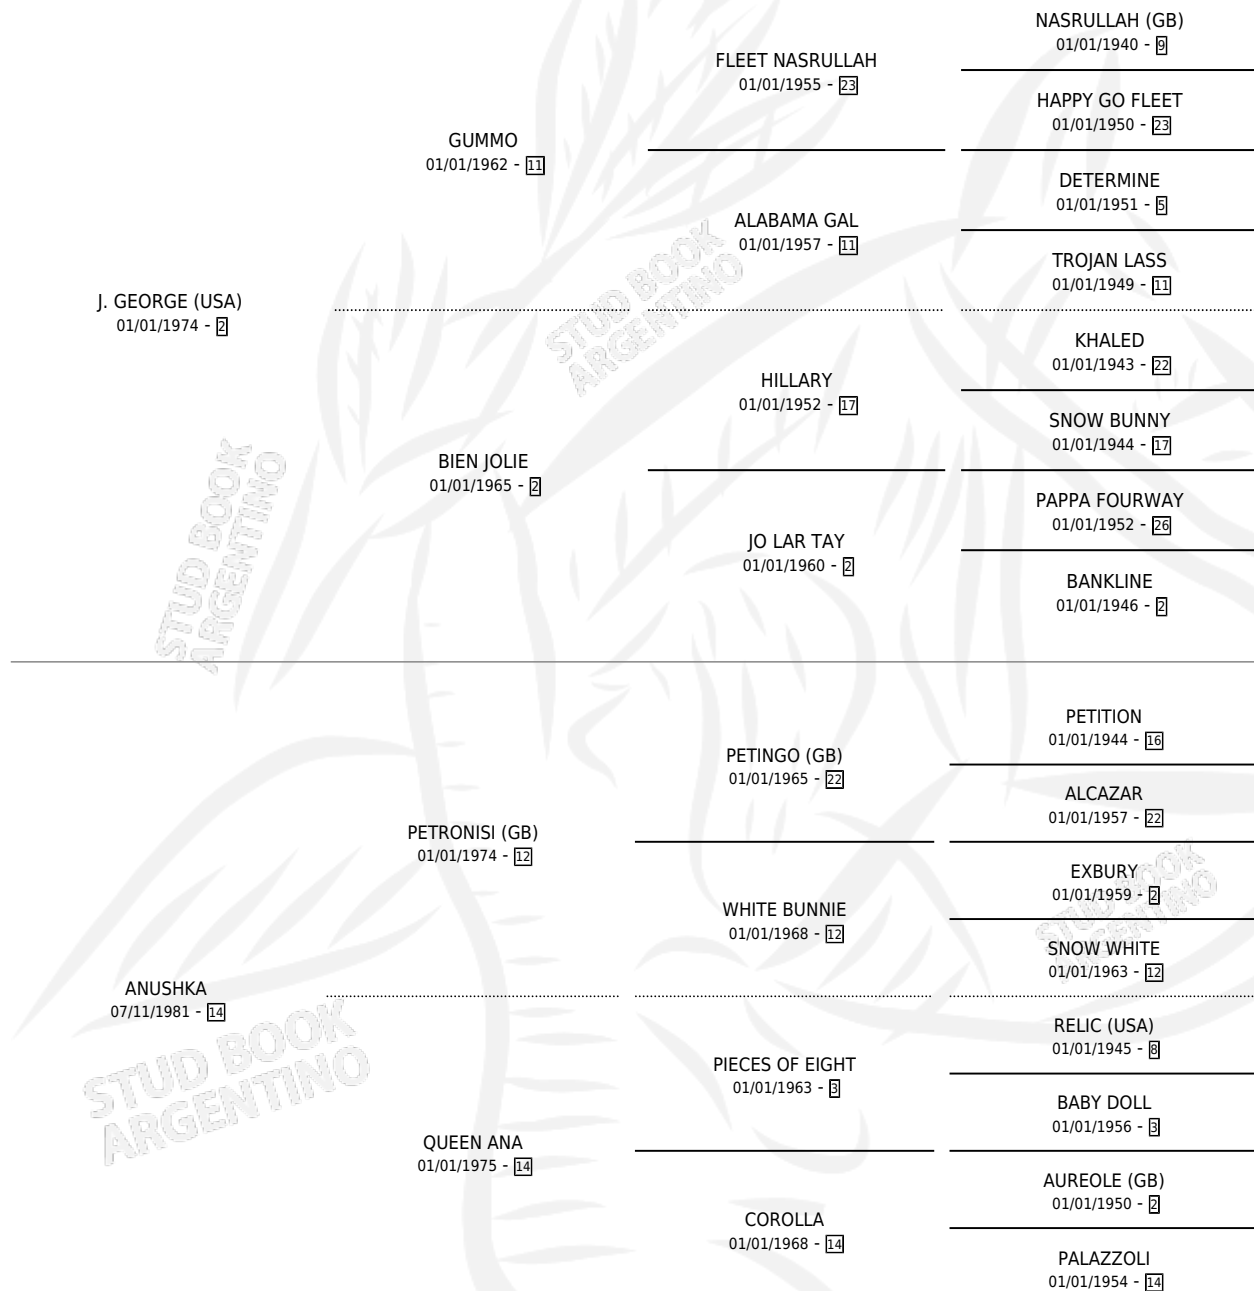 NASRULLAH (GB)
01/01/1940 - 9
FLEET NASRULLAH
01/01/1955 - 23
HAPPY GO FLEET
01/01/1950 - 23
GUMMO
01/01/1962 - 11
DETERMINE
01/01/1951 - 5
ALABAMA GAL
01/01/1957 - 11
TROJAN LASS
01/01/1949 - 11
J. GEORGE (USA)
01/01/1974 - 2
KHALED
01/01/1943 - 22
HILLARY
01/01/1952 - 17
SNOW BUNNY
01/01/1944 - 17
BIEN JOLIE
01/01/1965 - 2
PAPPA FOURWAY
01/01/1952 - 26
JO LAR TAY
01/01/1960 - 2
BANKLINE
01/01/1946 - 2
PETITION
01/01/1944 - 16
PETINGO (GB)
01/01/1965 - 22
ALCAZAR
01/01/1957 - 22
PETRONISI (GB)
01/01/1974 - 12
EXBURY
01/01/1959 - 2
WHITE BUNNIE
01/01/1968 - 12
SNOW WHITE
01/01/1963 - 12
ANUSHKA
07/11/1981 - 14
RELIC (USA)
01/01/1945 - 8
PIECES OF EIGHT
01/01/1963 - 3
BABY DOLL
01/01/1956 - 3
QUEEN ANA
01/01/1975 - 14
AUREOLE (GB)
01/01/1950 - 2
COROLLA
01/01/1968 - 14
PALAZZOLI
01/01/1954 - 14
STUD BOOK
ARGENTINO
STUD BOOK
ARGENTINO
STUD BOOK
ARGENTINO
STUD BOOK
ARGENTINO